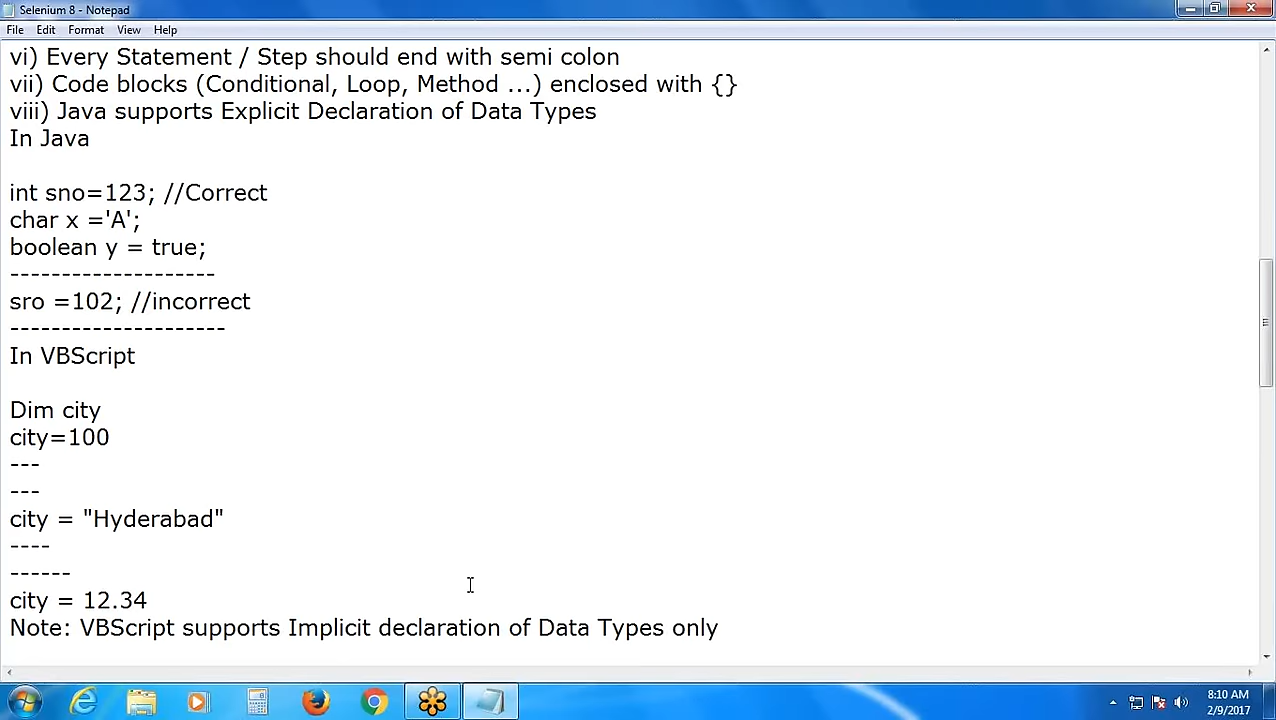 Selenium 8 - Notepad
File Edit Format View Help
vi) Every Statement / Step should end with semi colon
vii) Code blocks (Conditional, Loop, Method ...) enclosed with {}
viii) Java supports Explicit Declaration of Data Types
In Java
int sno=123; //Correct
char x ='A';
boolean y = true;
--------------------
sro =102; //incorrect
---------------------
In VBScript
Dim city
city=100
---
---
city = "Hyderabad"
----
------
city = 12.34
Note: VBScript supports Implicit declaration of Data Types only
8:10 AM
2/9/2017